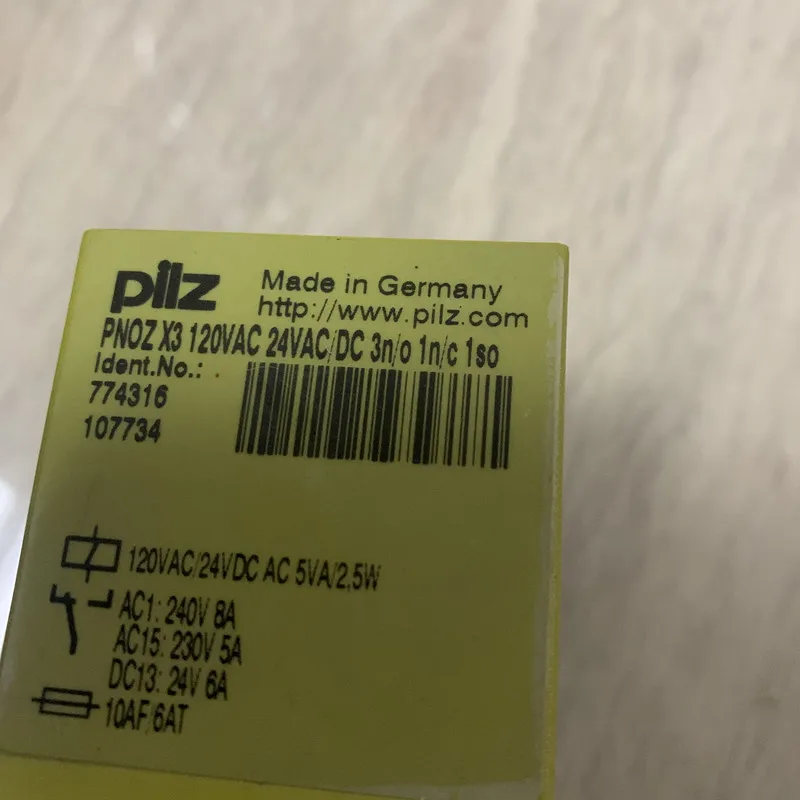 pilz
Made in Germany
http://www.pilz.com
PNOZ X3 120VAC 24VAC/DC 3n/o 1n/c 1so
Ident.No.:
774316
107734
120VAC/24VDC AC 5VA/2,5W
AC1: 240V 8A
AC15: 230V 5A
DC13: 24V 6A
10AF/6AT